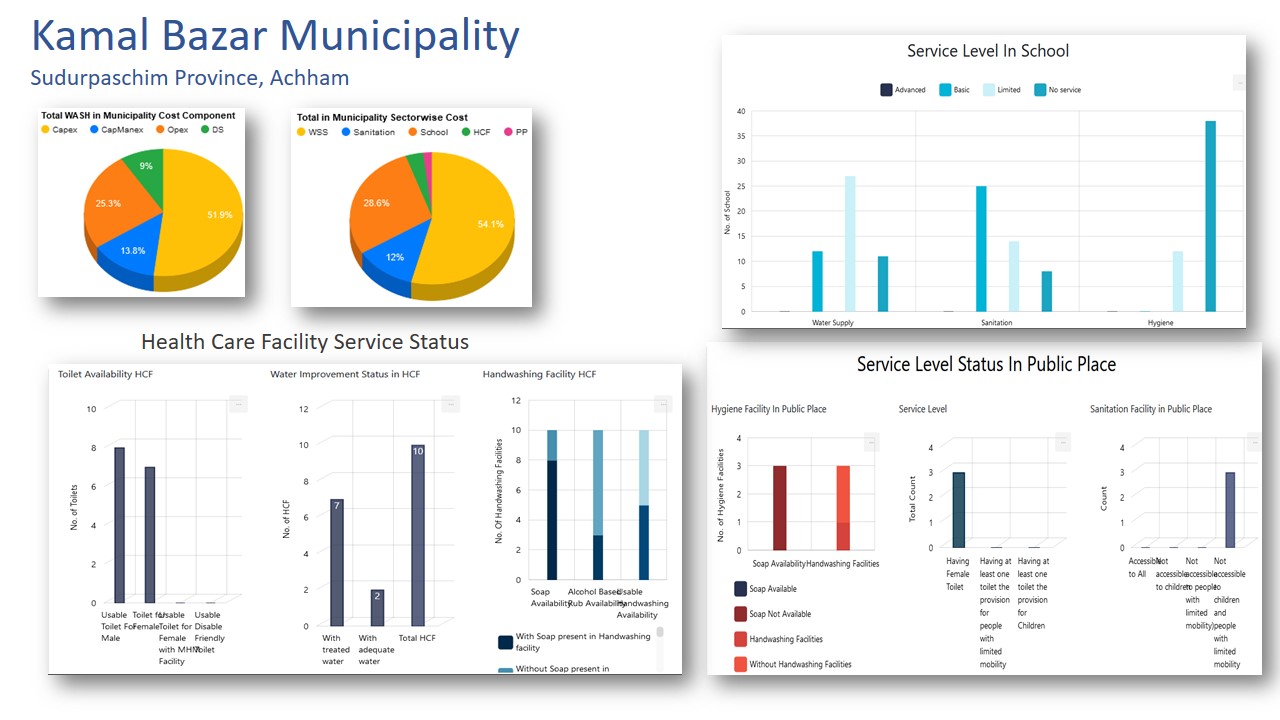 Kamal Bazar Municipality
Sudurpaschim Province, Achham
Total WASH in Municipality Cost Component
Capex CapManex Opex DS
9%
25.3%
51.9%
13.8%
Total in Municipality Sectorwise Cost
WSS Sanitation School HCF PP
28.6%
54.1%
12%
Service Level In School
Advanced Basic Limited No service
No. of School
40
35
30
25
20
15
10
5
0
Water Supply Sanitation Hygiene
Health Care Facility Service Status
Toilet Availability HCF
No. of Toilets
10
8
6
4
2
0
Usable Toilet For Male
Toilet for Female
Usable Toilet for Female with MHM Facility
Usable Disable Friendly Toilet
Water Improvement Status in HCF
No. of HCF
12
10
8
6
4
2
0
7
2
10
With treated water
With adequate water
Total HCF
Handwashing Facility HCF
No. Of Handwashing Facilities
12
10
8
6
4
2
0
Soap Availability
Alcohol Based Rub Availability
Usable Handwashing Availability
With Soap present in Handwashing
facility
Without Soap present in
Service Level Status In Public Place
Hygiene Facility In Public Place
No. of Hygiene Facilities
4
3
2
1
0
Soap Availability Handwashing Facilities
Soap Available
Soap Not Available
Handwashing Facilities
Without Handwashing Facilities
Service Level
Total Count
4
3
2
1
0
Having Female Toilet
Having at least one toilet the provision for people with limited mobility
Having at least one toilet the provision for Children
Sanitation Facility in Public Place
Count
4
3
2
1
0
Accessible to All
Not accessible to children
Not accessible to people with limited mobility
Not accessible to children and people with limited mobility